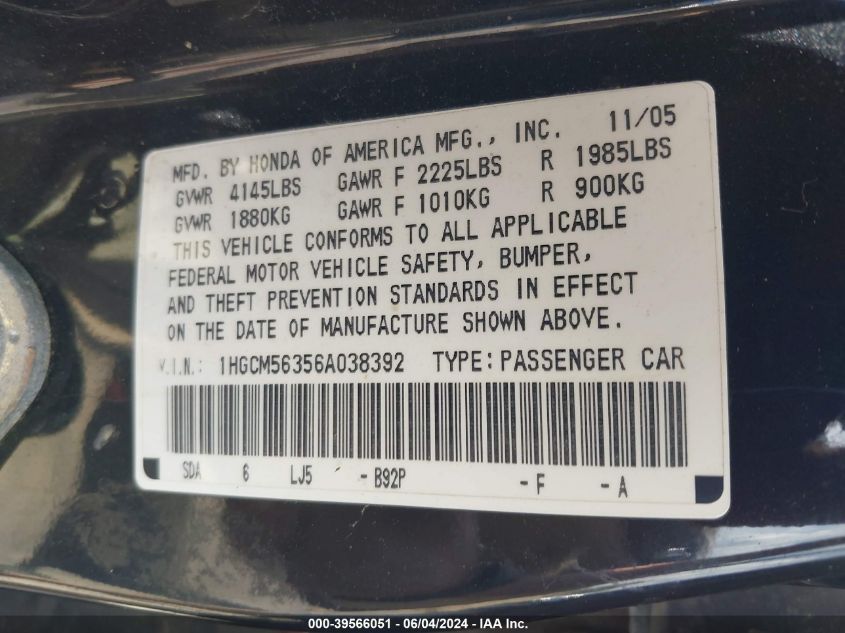 MFD. BY HONDA OF AMERICA MFG., INC. 11/05
GVWR 4145LBS GAWR F 2225LBS R 1985LBS
GVWR 1880KG GAWR F 1010KG R 900KG
THIS VEHICLE CONFORMS TO ALL APPLICABLE
FEDERAL MOTOR VEHICLE SAFETY, BUMPER,
AND THEFT PREVENTION STANDARDS IN EFFECT
ON THE DATE OF MANUFACTURE SHOWN ABOVE.
V.I.N.: 1HGCM56356A038392 TYPE:PASSENGER CAR
SDA 6 LJ5 -B92P -F -A
000-39566051 - 06/04/2024 - IAA Inc.